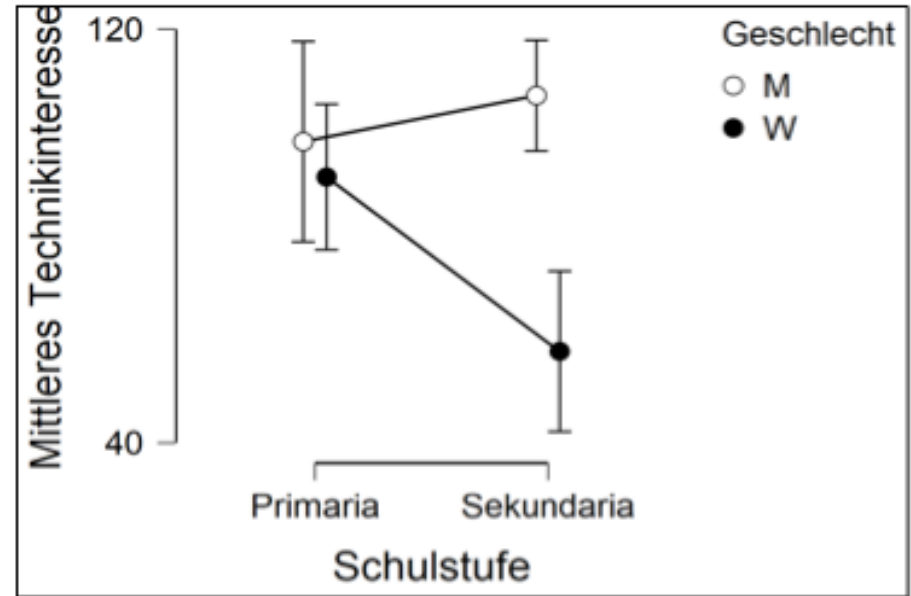 Mittleres Technikinteresse
120
40
Primaria
Sekundaria
Schulstufe
Geschlecht
M
W